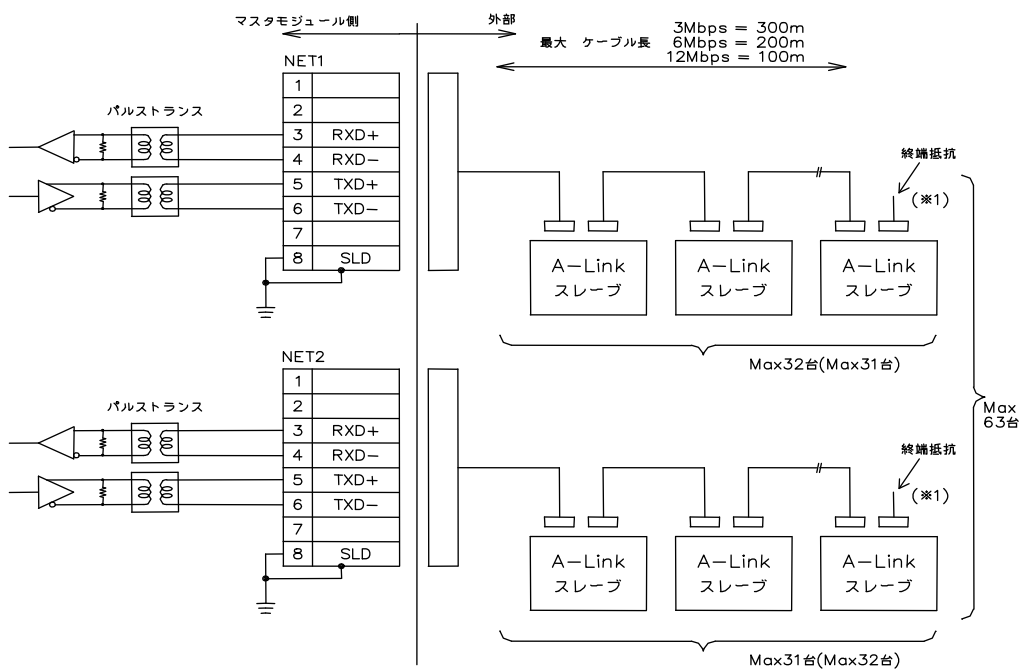 マスタモジュール側
外部
最大 ケーブル長
3Mbps = 300m
6Mbps = 200m
12Mbps = 100m
NET1
パルストランス
1
2
3 RXD+
4 RXD-
5 TXD+
6 TXD-
7
8 SLD
終端抵抗
(※1)
A-Link
スレーブ
A-Link
スレーブ
A-Link
スレーブ
Max32台(Max31台)
Max
63台
NET2
パルストランス
1
2
3 RXD+
4 RXD-
5 TXD+
6 TXD-
7
8 SLD
終端抵抗
(※1)
A-Link
スレーブ
A-Link
スレーブ
A-Link
スレーブ
Max31台(Max32台)